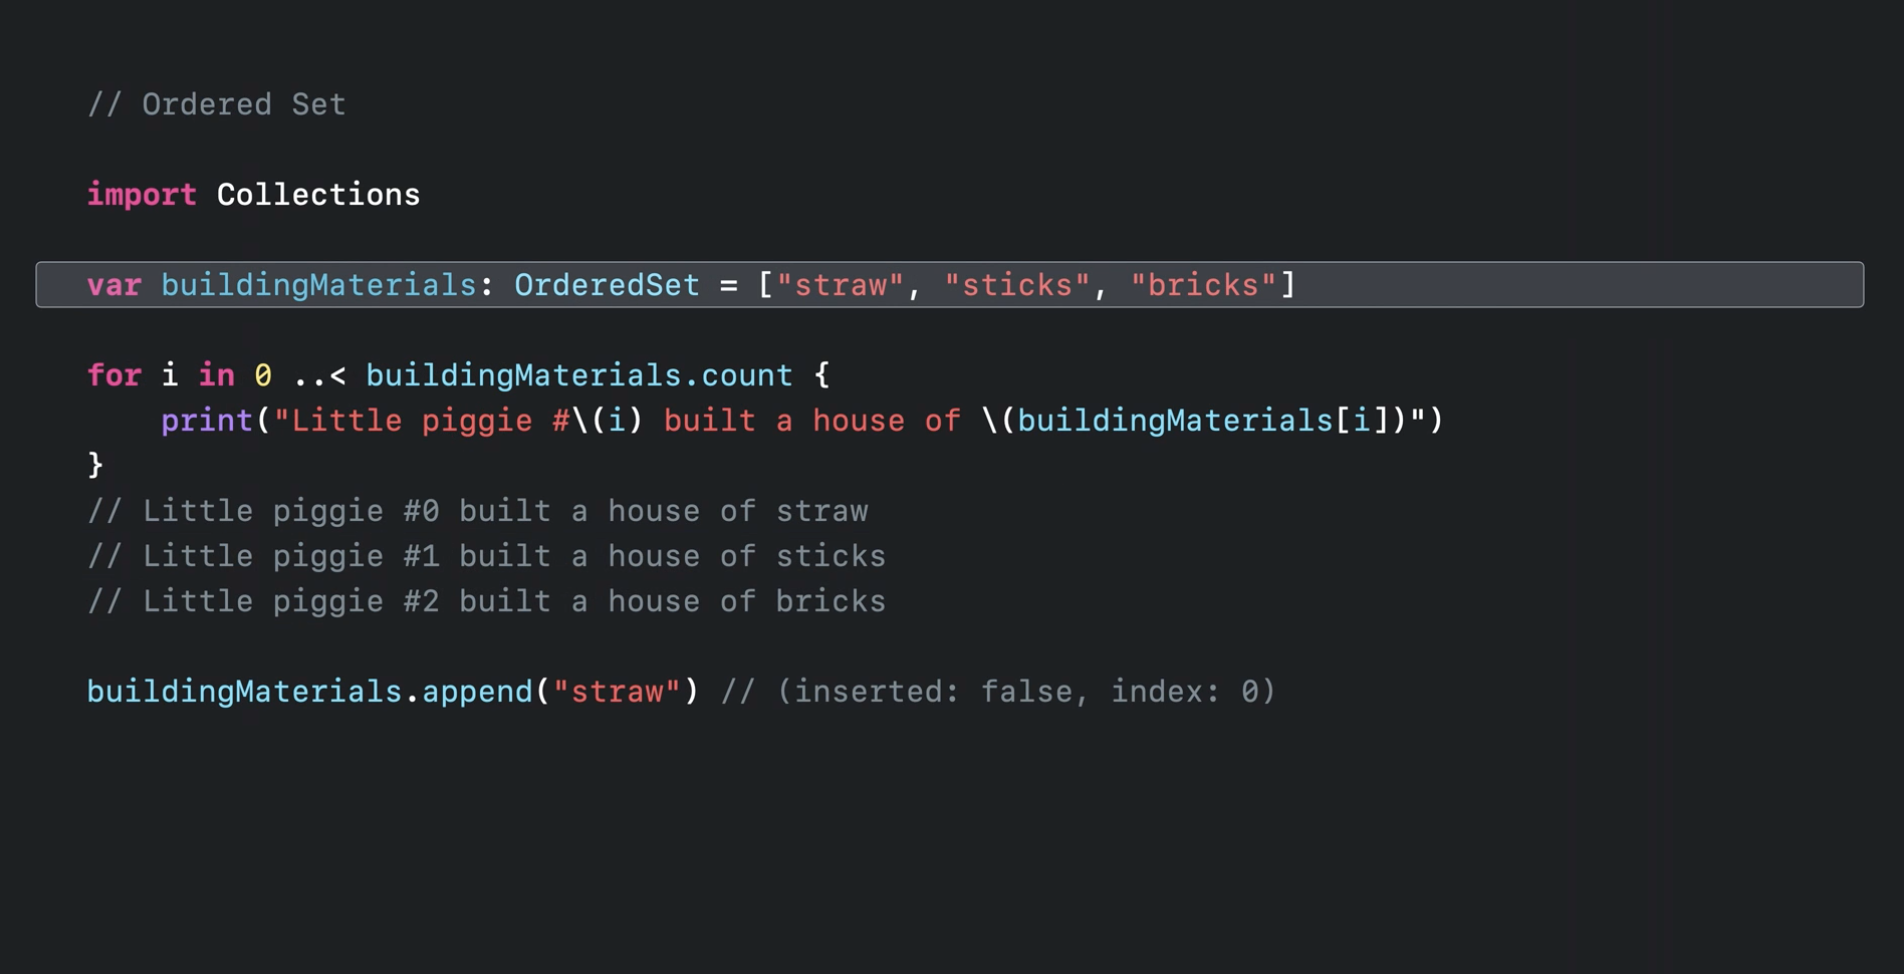 // Ordered Set
import Collections
var buildingMaterials: OrderedSet = ["straw", "sticks", "bricks"]
for i in 0 ..< buildingMaterials.count {
    print("Little piggie #\(i) built a house of \(buildingMaterials[i])")
}
// Little piggie #0 built a house of straw
// Little piggie #1 built a house of sticks
// Little piggie #2 built a house of bricks
buildingMaterials.append("straw") // (inserted: false, index: 0)